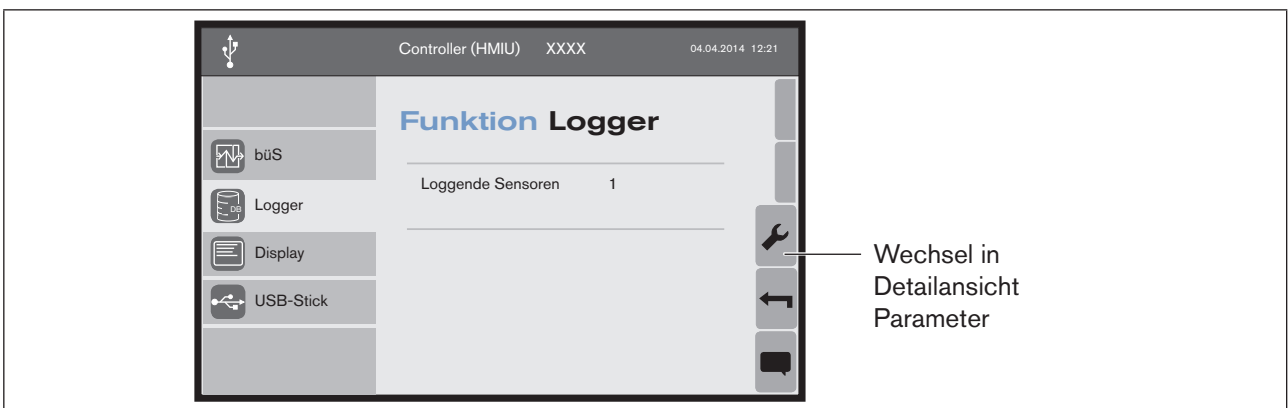 Controller (HMIU) XXXX 04.04.2014 12:21
Funktion Logger
büS
Loggende Sensoren 1
Logger
DB
Display
USB-Stick
Wechsel in
Detailansicht
Parameter